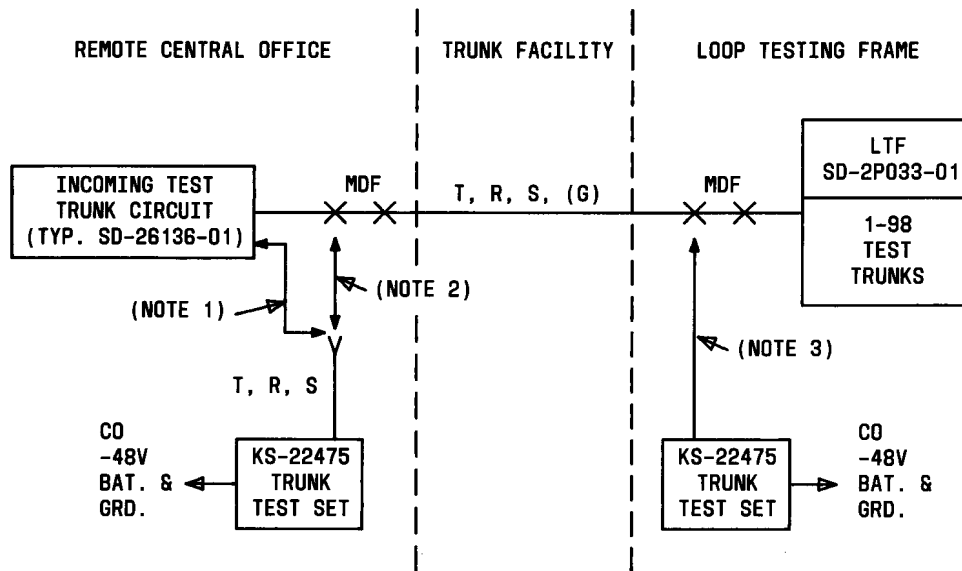 REMOTE CENTRAL OFFICE
TRUNK FACILITY
LOOP TESTING FRAME
INCOMING TEST
TRUNK CIRCUIT
(TYP. SD-26136-01)
MDF
T, R, S, (G)
MDF
LTF
SD-2P033-01
1-98
TEST
TRUNKS
(NOTE 1)
(NOTE 2)
(NOTE 3)
T, R, S
CO
-48V
BAT. &
GRD.
KS-22475
TRUNK
TEST SET
KS-22475
TRUNK
TEST SET
CO
-48V
BAT. &
GRD.